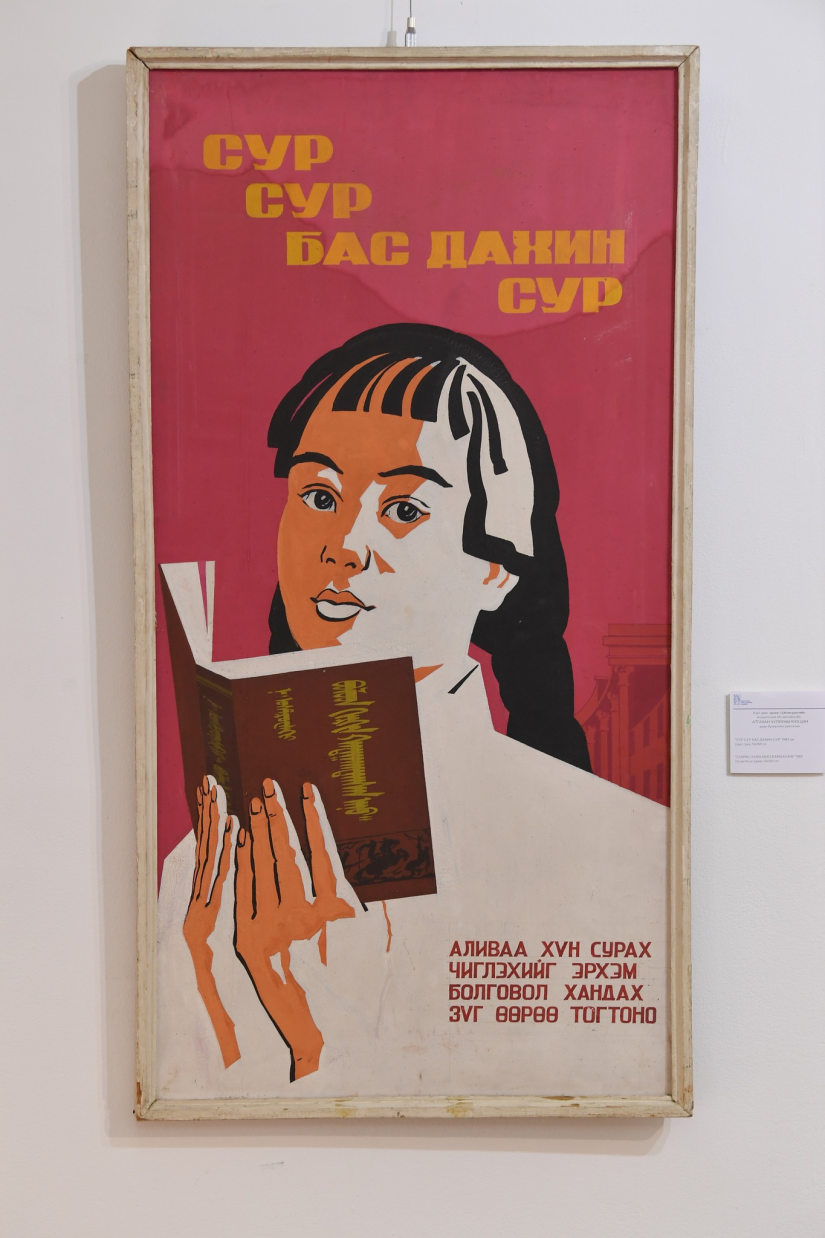 СУР
СУР
БАС ДАХИН
СУР
АЛИВАА ХҮН СУРАХ
ЧИГЛЭХИЙГ ЭРХЭМ
БОЛГОВОЛ ХАНДАХ
ЗҮГ ӨӨРӨӨ ТОГТОНО